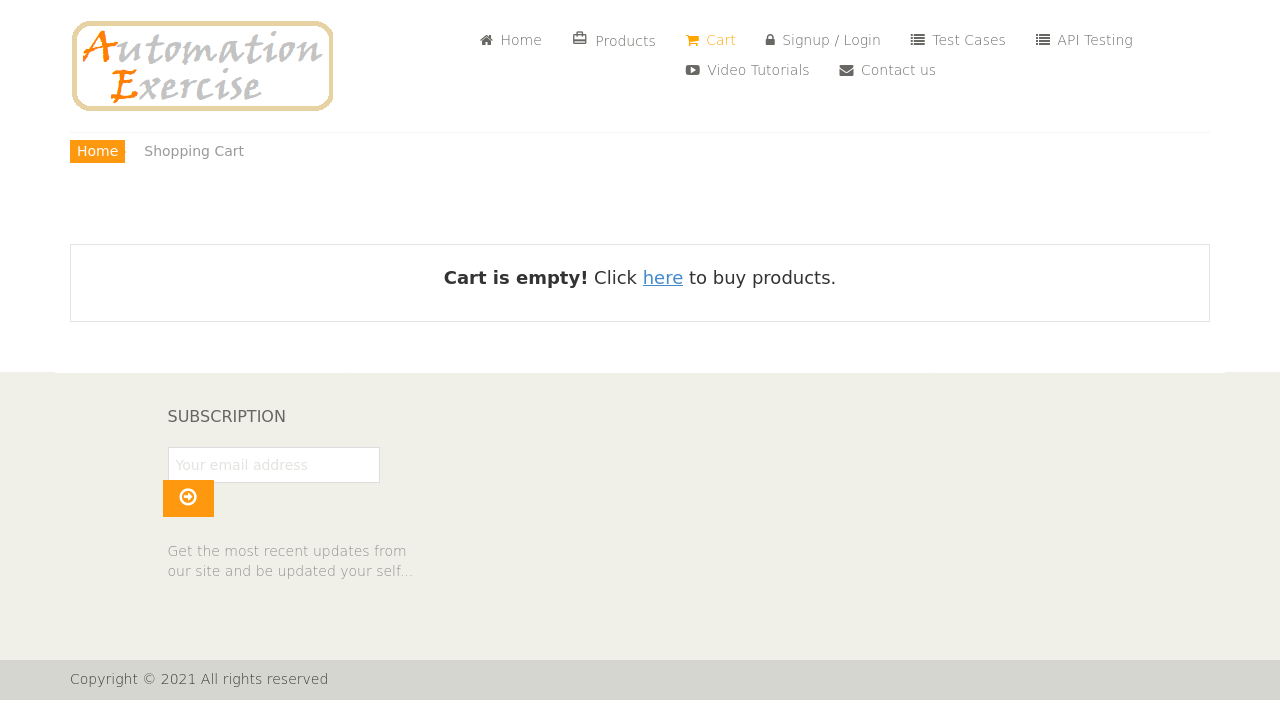 Automation
Exercise
Home Products Cart Signup / Login Test Cases API Testing
Video Tutorials Contact us
Home Shopping Cart
Cart is empty! Click here to buy products.
SUBSCRIPTION
Your email address
Get the most recent updates from
our site and be updated your self...
Copyright © 2021 All rights reserved